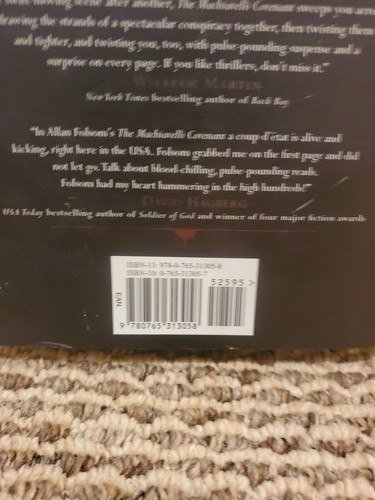 moving scene after another, The Machiavelli Covenant sweeps you
drawing the strands of a spectacular conspiracy together, then twisting them
and tighter, and twisting you, too, with pulse-pounding suspense and a
surprise on every page. If you like thrillers, don't miss it."
William Martin
New York Times bestselling author of Back Bay
"In Allan Folsom's The Machiavelli Covenant a coup d'état is alive and
kicking, right here in the USA. Folsom grabbed me on the first page and did
not let go. Talk about blood-chilling, pulse-pounding reads.
Folsom had my heart hammering in the high hundreds!"
David Hagberg
USA Today bestselling author of Soldier of God and winner of four major fiction awards
ISBN-13: 978-0-765-31305-8
ISBN-10: 0-765-31305-7
52595 >
EAN
9 780765 313058